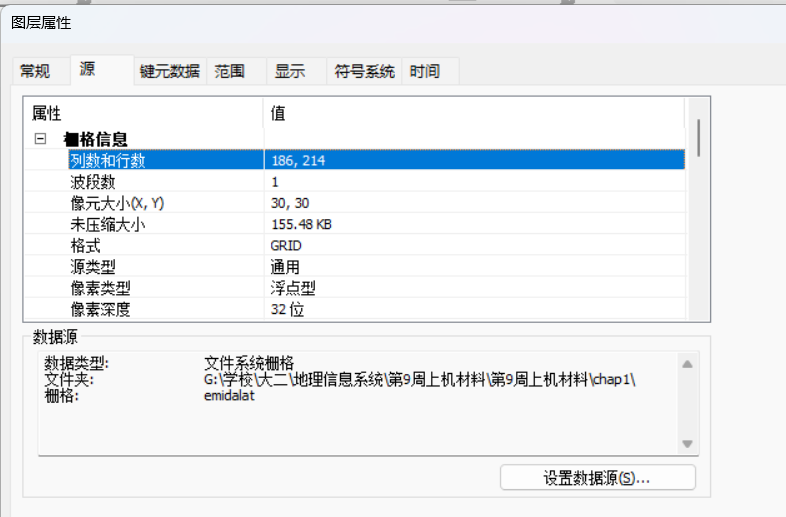 图层属性
常规 源 键元数据 范围 显示 符号系统 时间
属性 值
栅格信息
列数和行数 186, 214
波段数 1
像元大小(X, Y) 30, 30
未压缩大小 155.48 KB
格式 GRID
源类型 通用
像素类型 浮点型
像素深度 32 位
数据源
数据类型: 文件系统栅格
文件夹: G:\学校\大二\地理信息系统\第9周上机材料\第9周上机材料\chap1\
栅格: emidalat
设置数据源(S)...